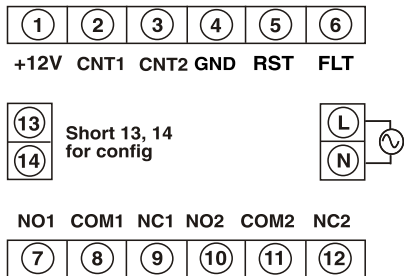 1 2 3 4 5 6
+12V CNT1 CNT2 GND RST FLT
13
14
Short 13, 14
for config
L
N
NO1 COM1 NC1 NO2 COM2 NC2
7 8 9 10 11 12